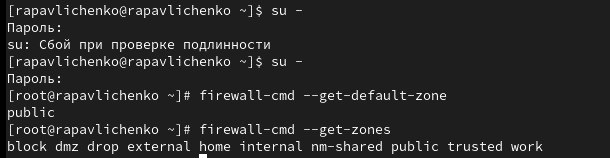 [rapavlichenko@rapavlichenko ~]$ su -
Пароль:
su: Сбой при проверке подлинности
[rapavlichenko@rapavlichenko ~]$ su -
Пароль:
[root@rapavlichenko ~]# firewall-cmd --get-default-zone
public
[root@rapavlichenko ~]# firewall-cmd --get-zones
block dmz drop external home internal nm-shared public trusted work